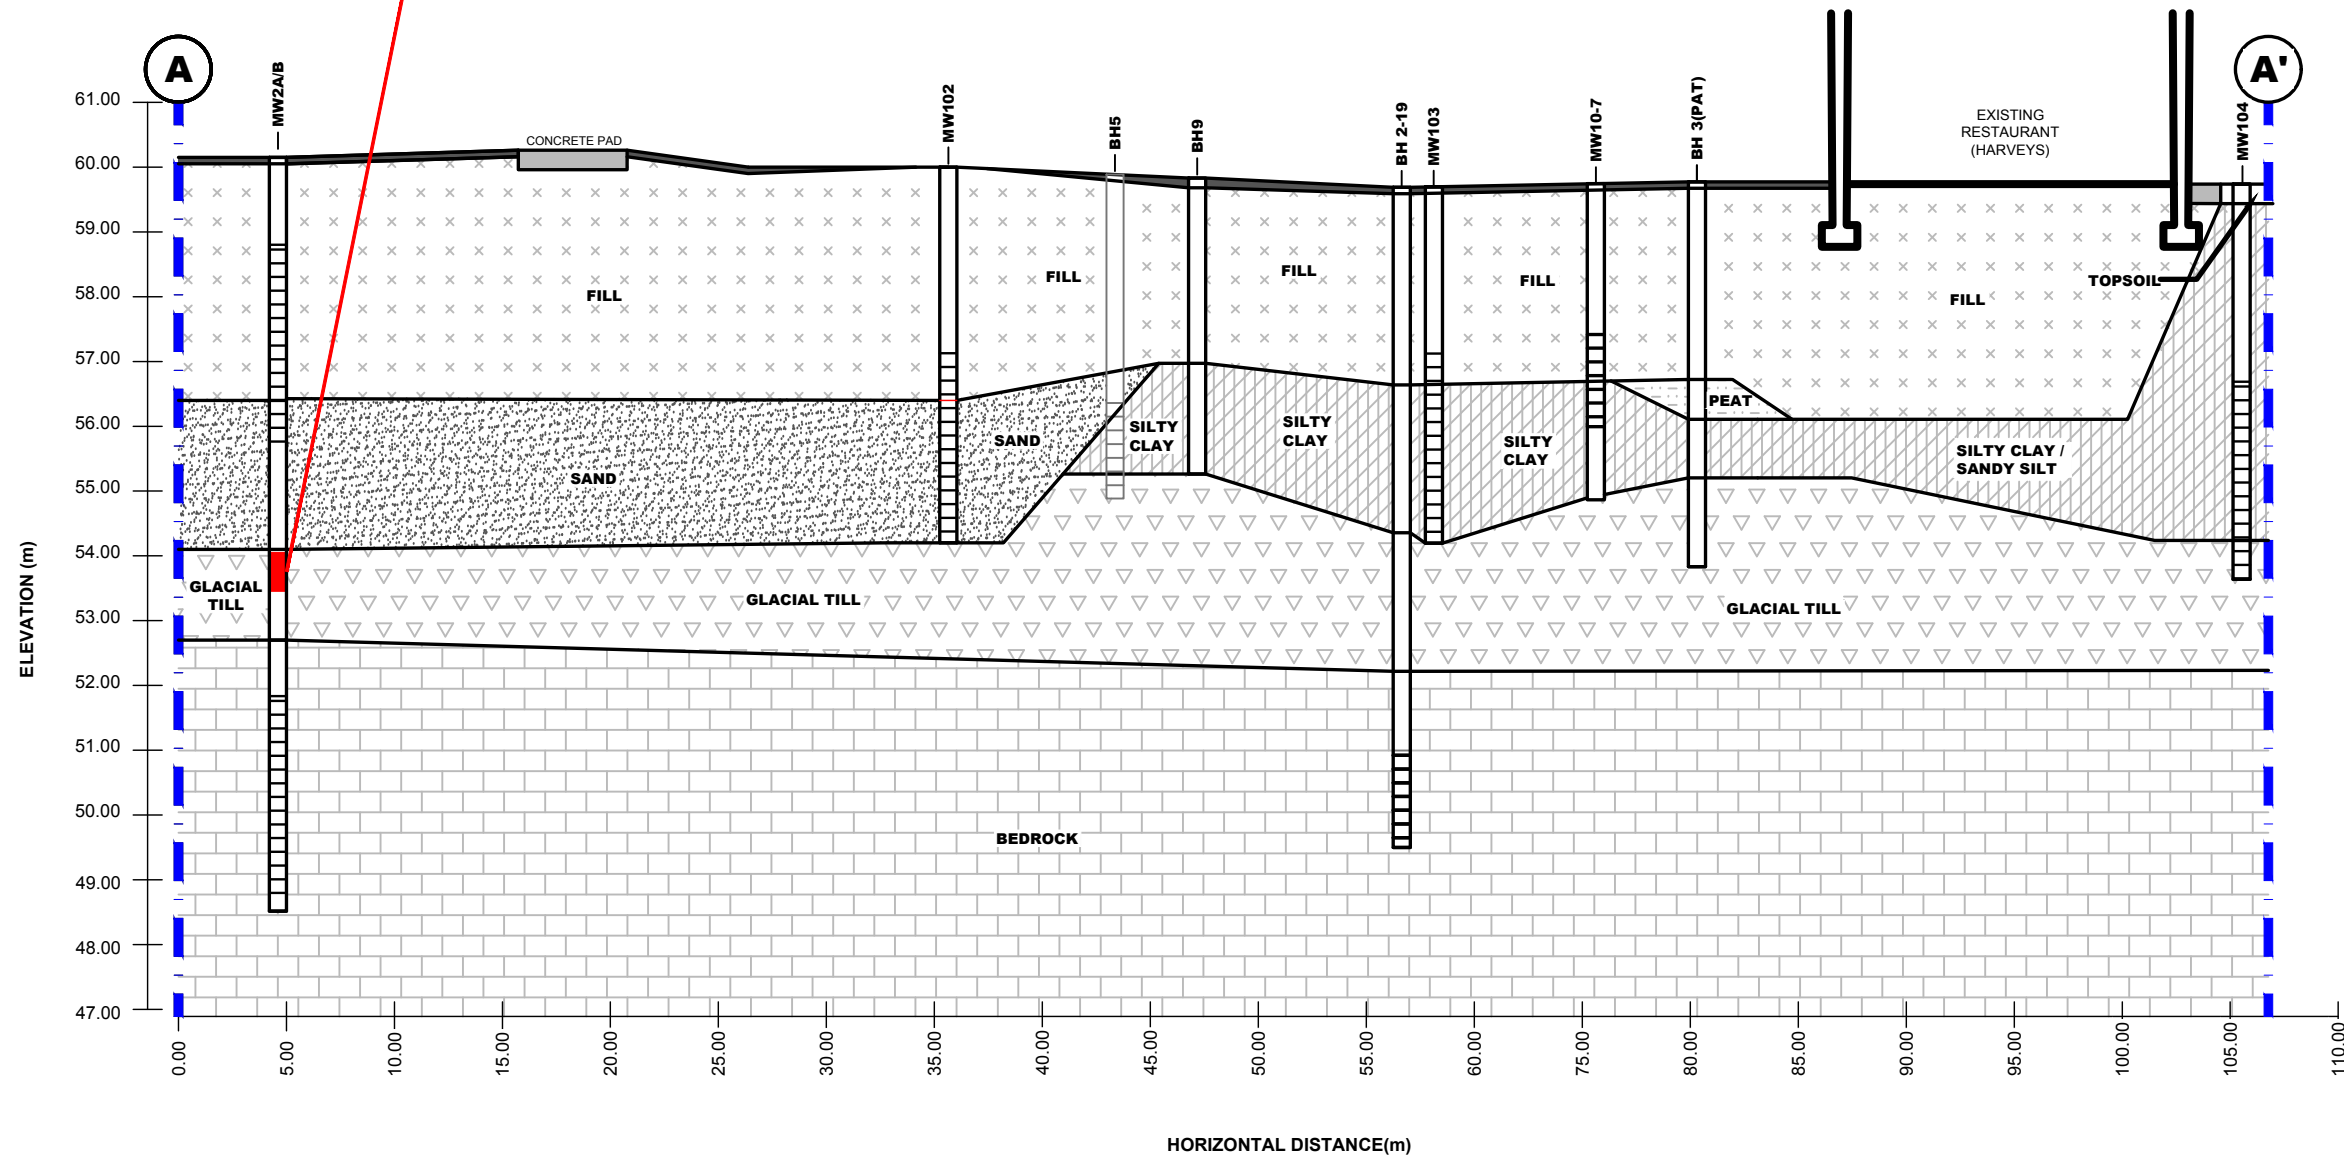 A
A'
MW2A/B
MW102
BH5
BH9
BH 2-19
MW103
MW10-7
BH 3(PAT)
MW104
CONCRETE PAD
EXISTING
RESTAURANT
(HARVEYS)
61.00
60.00
59.00
58.00
57.00
56.00
55.00
54.00
53.00
52.00
51.00
50.00
49.00
48.00
47.00
ELEVATION (m)
FILL
FILL
FILL
FILL
FILL
TOPSOIL
PEAT
SAND
SAND
SILTY
CLAY
SILTY
CLAY
SILTY
CLAY
SILTY CLAY /
SANDY SILT
GLACIAL
TILL
GLACIAL TILL
GLACIAL TILL
BEDROCK
0.00
5.00
10.00
15.00
20.00
25.00
30.00
35.00
40.00
45.00
50.00
55.00
60.00
65.00
70.00
75.00
80.00
85.00
90.00
95.00
100.00
105.00
110.00
HORIZONTAL DISTANCE(m)